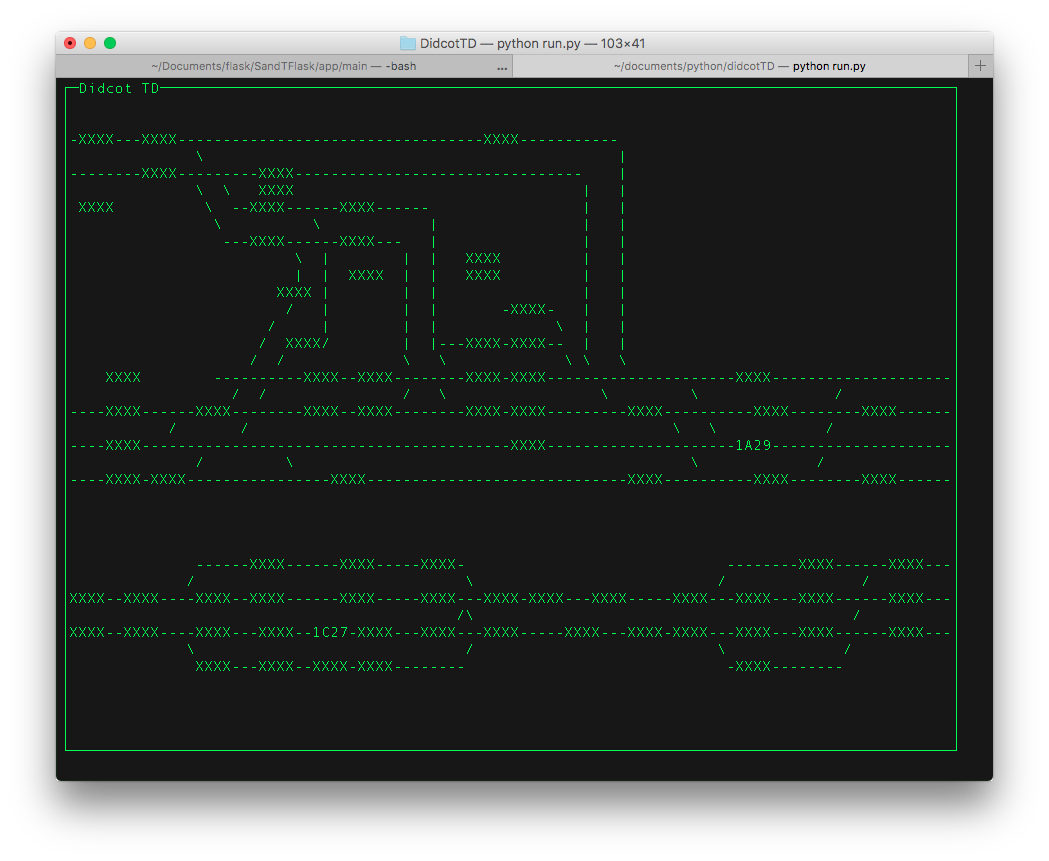 DidcotTD — python run.py — 103×41
~/Documents/flask/SandTFlask/app/main — -bash ... ~/documents/python/didcotTD — python run.py +
Didcot TD
-XXXX---XXXX----------------------------------XXXX-----------
\ |
--------XXXX---------XXXX-------------------------------- |
\ \ XXXX | |
XXXX \ --XXXX------XXXX------ | |
\ \ | | |
---XXXX------XXXX--- | | |
\ | | | XXXX | |
| | XXXX | | XXXX | |
XXXX | | | | |
/ | | | -XXXX- | |
/ | | | \ | |
/ XXXX/ | |---XXXX-XXXX-- | |
/ / \ \ \ \ \
XXXX ----------XXXX--XXXX--------XXXX-XXXX---------------------XXXX--------------------
/ / / \ \ \ /
----XXXX------XXXX--------XXXX--XXXX--------XXXX-XXXX---------XXXX----------XXXX--------XXXX------
/ / \ \ /
----XXXX-----------------------------------------XXXX---------------------1A29--------------------
/ \ \ /
----XXXX-XXXX----------------XXXX-----------------------------XXXX----------XXXX--------XXXX------
------XXXX------XXXX-----XXXX- --------XXXX------XXXX---
/ \ / /
XXXX--XXXX----XXXX--XXXX------XXXX-----XXXX---XXXX-XXXX---XXXX-----XXXX---XXXX---XXXX------XXXX---
/\ /
XXXX--XXXX----XXXX---XXXX--1C27-XXXX---XXXX---XXXX-----XXXX---XXXX-XXXX---XXXX---XXXX------XXXX---
\ / \ /
XXXX---XXXX--XXXX-XXXX-------- -XXXX--------